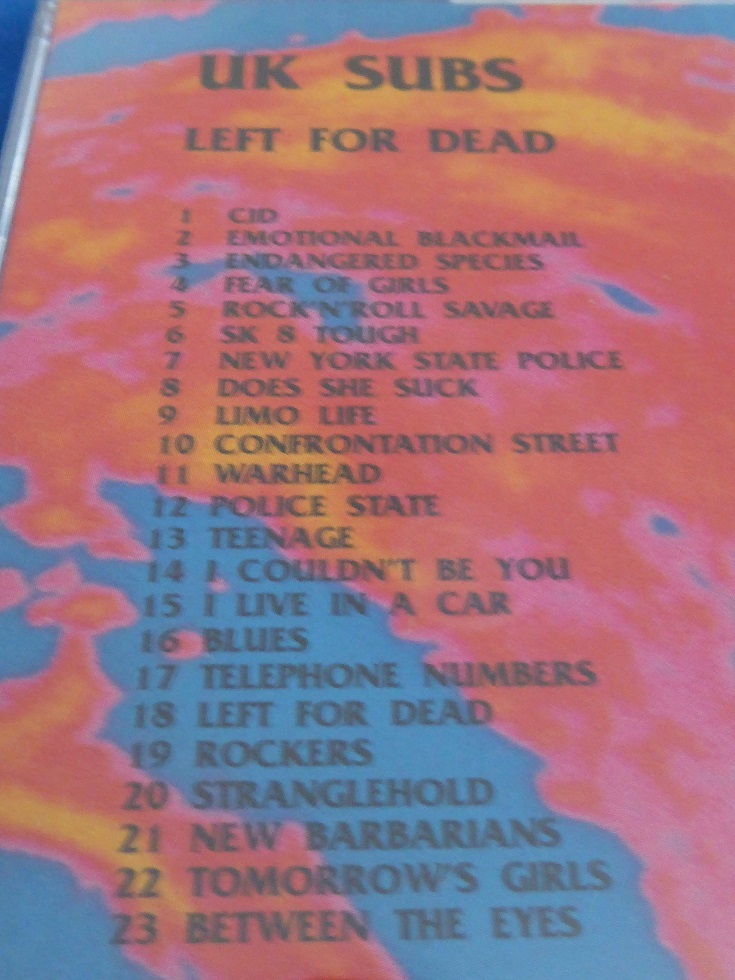 UK SUBS
LEFT FOR DEAD
1 CID
2 EMOTIONAL BLACKMAIL
3 ENDANGERED SPECIES
4 FEAR OF GIRLS
5 ROCK'N'ROLL SAVAGE
6 SK 8 TOUGH
7 NEW YORK STATE POLICE
8 DOES SHE SUCK
9 LIMO LIFE
10 CONFRONTATION STREET
11 WARHEAD
12 POLICE STATE
13 TEENAGE
14 I COULDN'T BE YOU
15 I LIVE IN A CAR
16 BLUES
17 TELEPHONE NUMBERS
18 LEFT FOR DEAD
19 ROCKERS
20 STRANGLEHOLD
21 NEW BARBARIANS
22 TOMORROW'S GIRLS
23 BETWEEN THE EYES